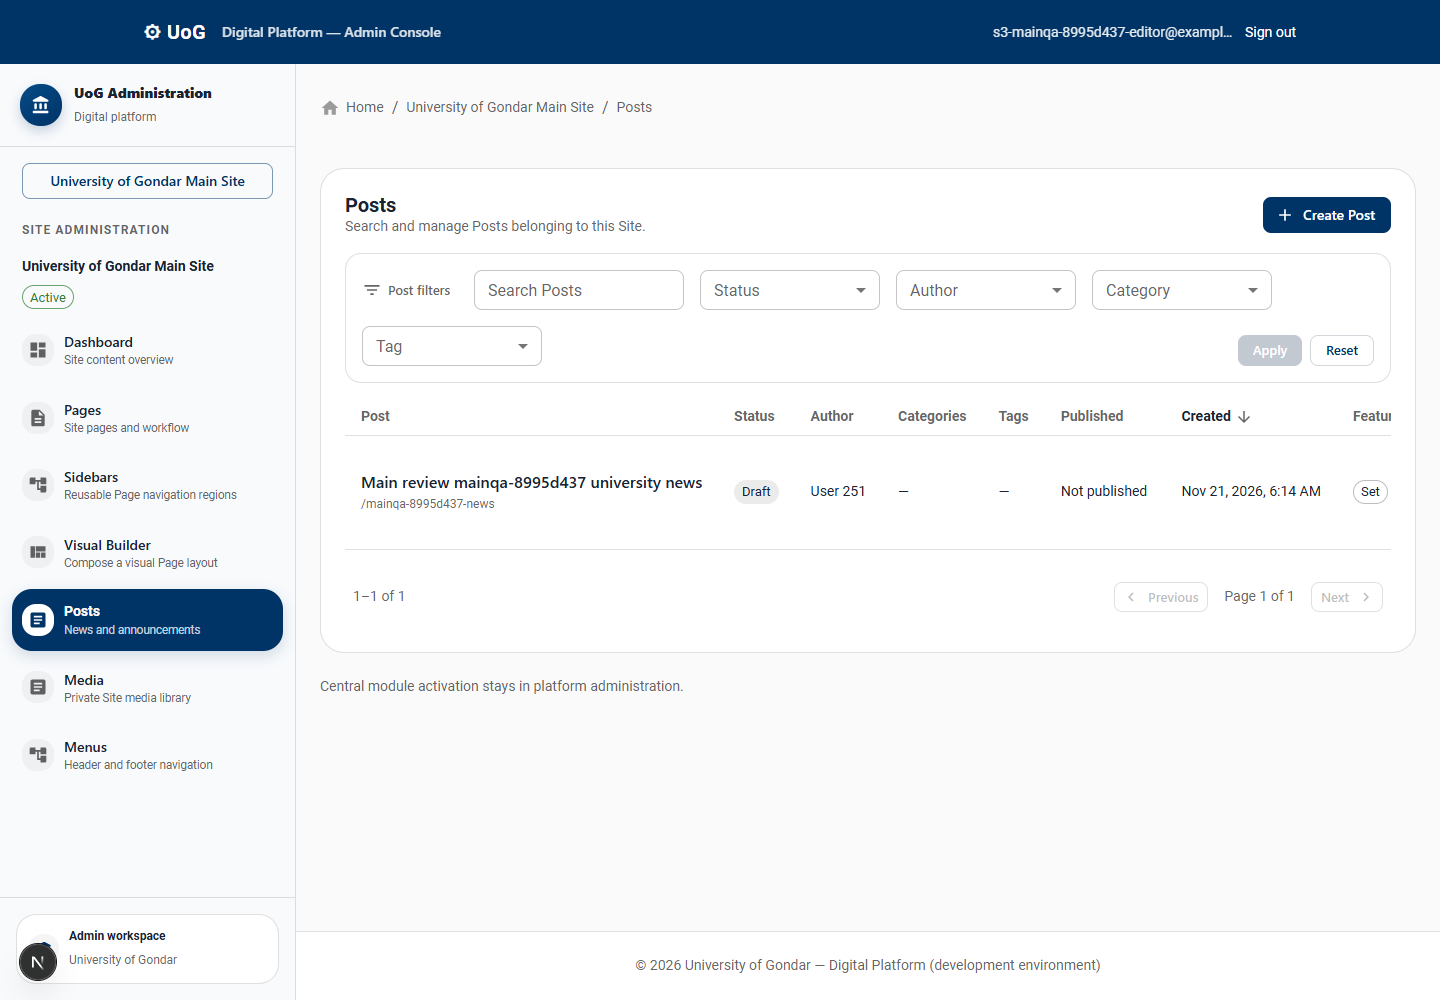 UoG
Digital Platform — Admin Console
s3-mainqa-8995d437-editor@exampl...
Sign out
UoG Administration
Digital platform
University of Gondar Main Site
SITE ADMINISTRATION
University of Gondar Main Site
Active
Dashboard
Site content overview
Pages
Site pages and workflow
Sidebars
Reusable Page navigation regions
Visual Builder
Compose a visual Page layout
Posts
News and announcements
Media
Private Site media library
Menus
Header and footer navigation
Admin workspace
University of Gondar
N
Home / University of Gondar Main Site / Posts
Posts
Search and manage Posts belonging to this Site.
Create Post
Post filters
Search Posts
Status
Author
Category
Tag
Apply
Reset
Post Status Author Categories Tags Published Created Featur
Main review mainqa-8995d437 university news
/mainqa-8995d437-news
Draft
User 251
—
—
Not published
Nov 21, 2026, 6:14 AM
Set
1–1 of 1
Previous
Page 1 of 1
Next
Central module activation stays in platform administration.
© 2026 University of Gondar — Digital Platform (development environment)